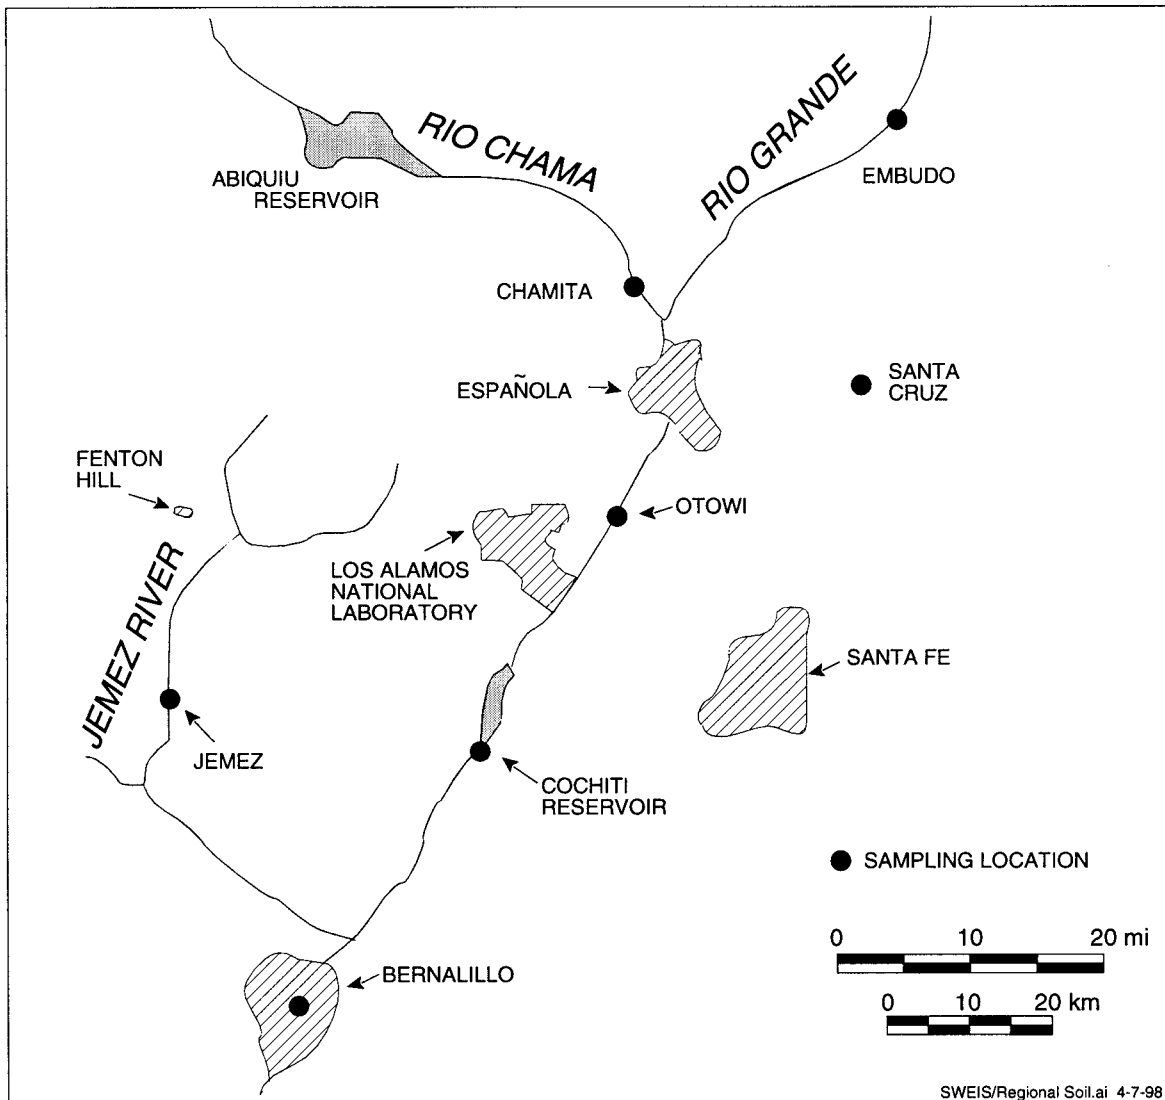 RIO CHAMA
RIO GRANDE
ABIQUIU
RESERVOIR
EMBUDO
CHAMITA
ESPAÑOLA
SANTA
CRUZ
FENTON
HILL
OTOWI
LOS ALAMOS
NATIONAL
LABORATORY
JEMEZ RIVER
SANTA FE
JEMEZ
COCHITI
RESERVOIR
SAMPLING LOCATION
0 10 20 mi
0 10 20 km
BERNALILLO
SWEIS/Regional Soil.ai 4-7-98